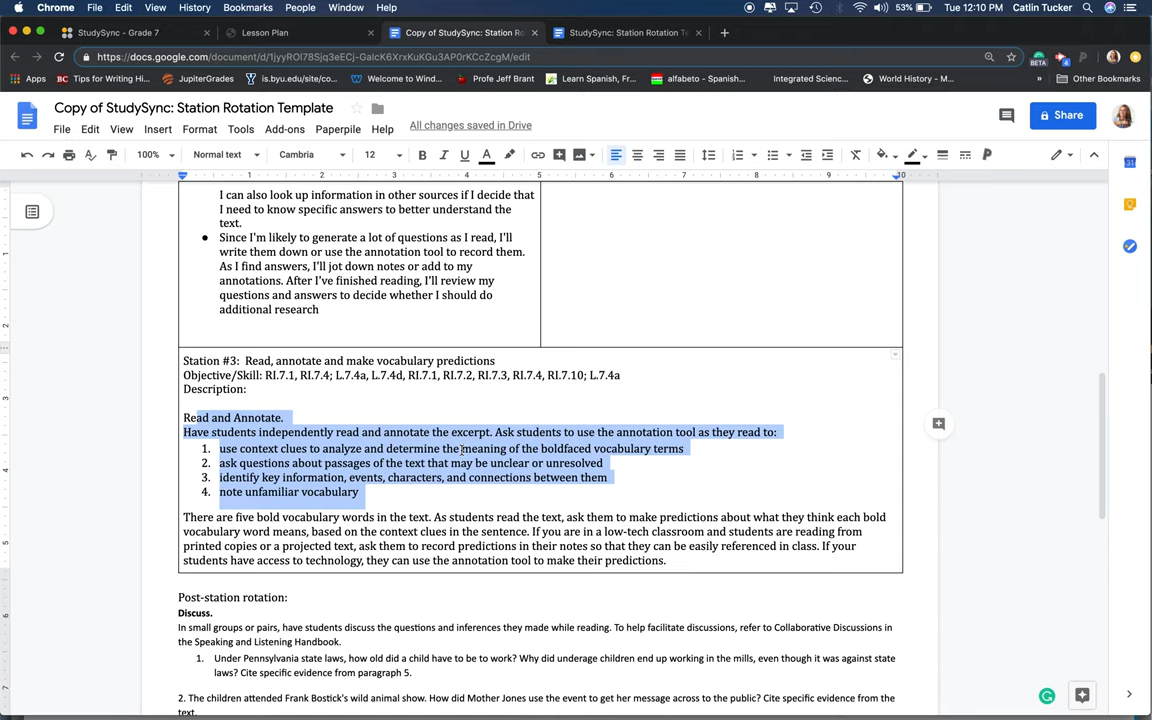 Chrome File Edit View History Bookmarks People Window Help 53% Tue 12:10 PM Catlin Tucker
StudySync - Grade 7 Lesson Plan Copy of StudySync: Station Ro StudySync: Station Rotation T
https://docs.google.com/document/d/1jyyROl78Sjq3eECj-GaIcK6XrxKuKGu3AP0rKCcZcgM/edit BETA 4
Apps BC Tips for Writing Hi... JupiterGrades is.byu.edu/site/co... Welcome to Wind... Profe Jeff Brant Learn Spanish, Fr... alfabeto - Spanish... Integrated Scienc... World History - M... » Other Bookmarks
Copy of StudySync: Station Rotation Template
File Edit View Insert Format Tools Add-ons Paperpile Help All changes saved in Drive Share
100% Normal text Cambria 12 B I U A
1 2 3 4 5 6 7 8 9 10
I can also look up information in other sources if I decide that
I need to know specific answers to better understand the
text.
● Since I'm likely to generate a lot of questions as I read, I'll
write them down or use the annotation tool to record them.
As I find answers, I'll jot down notes or add to my
annotations. After I've finished reading, I'll review my
questions and answers to decide whether I should do
additional research
Station #3: Read, annotate and make vocabulary predictions
Objective/Skill: RI.7.1, RI.7.4; L.7.4a, L.7.4d, RI.7.1, RI.7.2, RI.7.3, RI.7.4, RI.7.10; L.7.4a
Description:
Read and Annotate.
Have students independently read and annotate the excerpt. Ask students to use the annotation tool as they read to:
1. use context clues to analyze and determine the meaning of the boldfaced vocabulary terms
2. ask questions about passages of the text that may be unclear or unresolved
3. identify key information, events, characters, and connections between them
4. note unfamiliar vocabulary
There are five bold vocabulary words in the text. As students read the text, ask them to make predictions about what they think each bold
vocabulary word means, based on the context clues in the sentence. If you are in a low-tech classroom and students are reading from
printed copies or a projected text, ask them to record predictions in their notes so that they can be easily referenced in class. If your
students have access to technology, they can use the annotation tool to make their predictions.
Post-station rotation:
Discuss.
In small groups or pairs, have students discuss the questions and inferences they made while reading. To help facilitate discussions, refer to Collaborative Discussions in
the Speaking and Listening Handbook.
1. Under Pennsylvania state laws, how old did a child have to be to work? Why did underage children end up working in the mills, even though it was against state
laws? Cite specific evidence from paragraph 5.
2. The children attended Frank Bostick's wild animal show. How did Mother Jones use the event to get her message across to the public? Cite specific evidence from the
text.